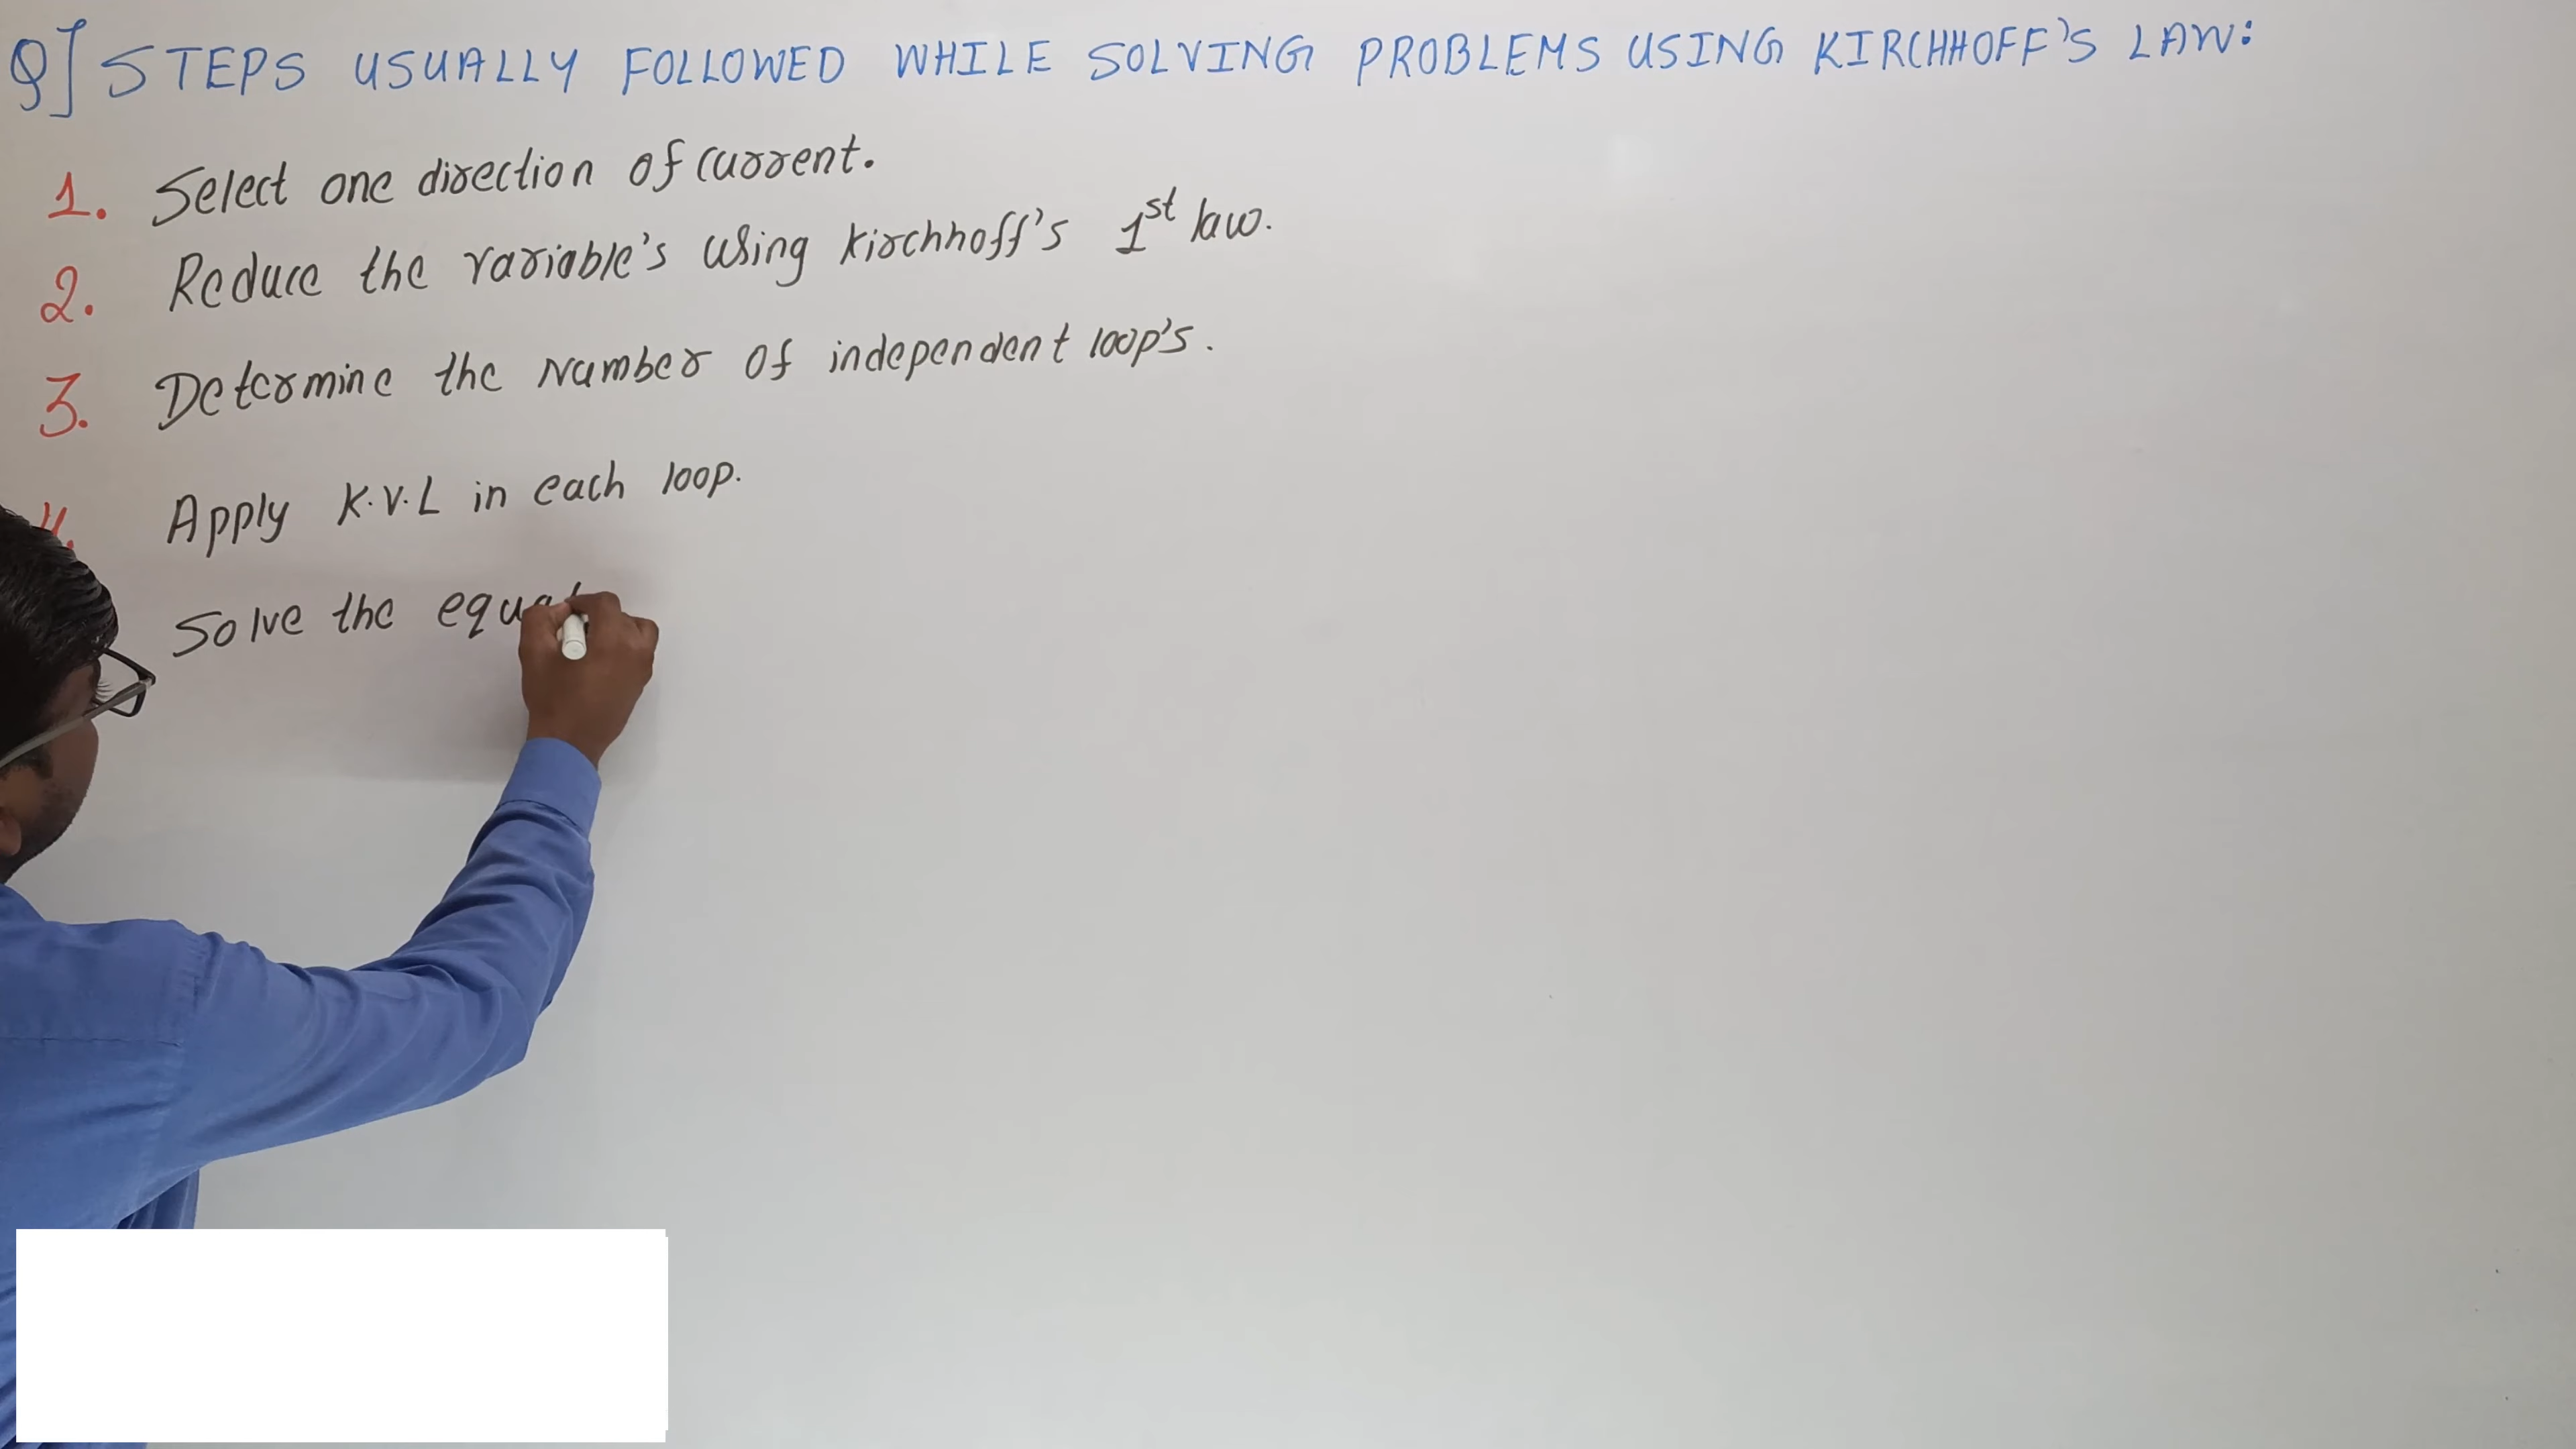 Q] STEPS USUALLY FOLLOWED WHILE SOLVING PROBLEMS USING KIRCHHOFF'S LAW:
1. Select one direction of current.
2. Reduce the variable's using Kirchhoff's 1st law.
3. Determine the Number of independent loop's.
4. Apply K.V.L in each loop.
Solve the